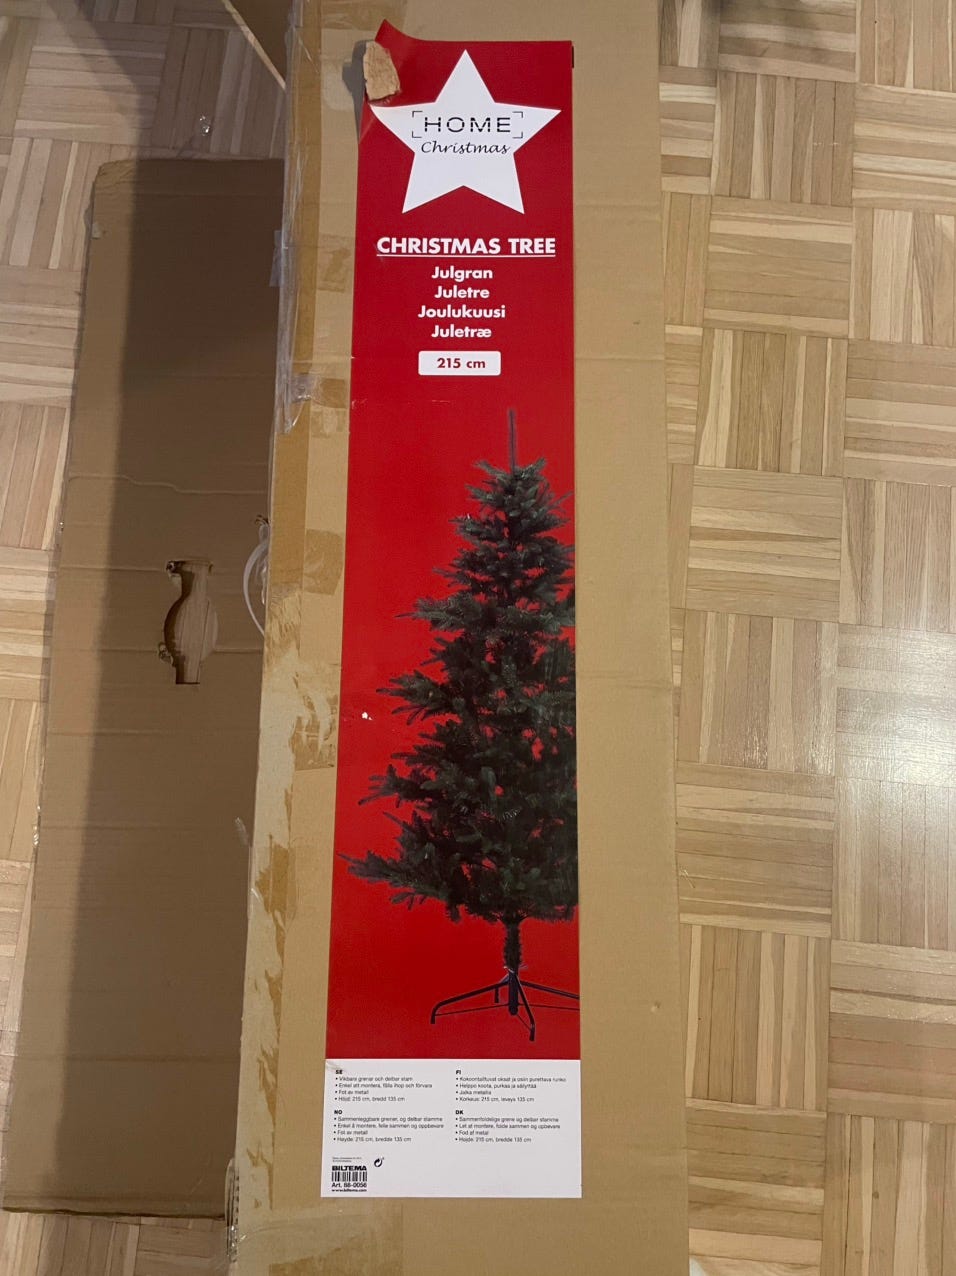 HOME
Christmas
CHRISTMAS TREE
Julgran
Juletre
Joulukuusi
Juletræ
215 cm
SE
• Vikbara grenar och delbar stam
• Enkel att montera, fälla ihop och förvara
• Fot av metall
• Höjd: 215 cm, bredd 135 cm
FI
• Kokoontaittuvat oksat ja osiin purettava runko
• Helppo koota, purkaa ja säilyttää
• Jalka metallia
• Korkeus: 215 cm, leveys 135 cm
NO
• Sammenleggbare grener, og delbar stamme
• Enkel å montere, felle sammen og oppbevare
• Fot av metall
• Høyde: 215 cm, bredde 135 cm
DK
• Sammenfoldelige grene og delbar stamme
• Let at montere, folde sammen og opbevare
• Fod af metal
• Højde: 215 cm, bredde 135 cm
BILTEMA
Art. 88-0056
www.biltema.com